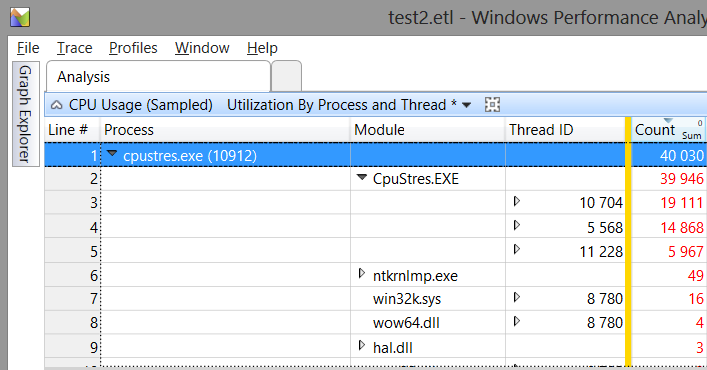 test2.etl - Windows Performance Analy
File Trace Profiles Window Help
Graph Explorer
Analysis
CPU Usage (Sampled) Utilization By Process and Thread *
Line # Process Module Thread ID Count 0 Sum
1 cpustres.exe (10912) 40 030
2 CpuStres.EXE 39 946
3 10 704 19 111
4 5 568 14 868
5 11 228 5 967
6 ntkrnlmp.exe 49
7 win32k.sys 8 780 16
8 wow64.dll 8 780 4
9 hal.dll 3